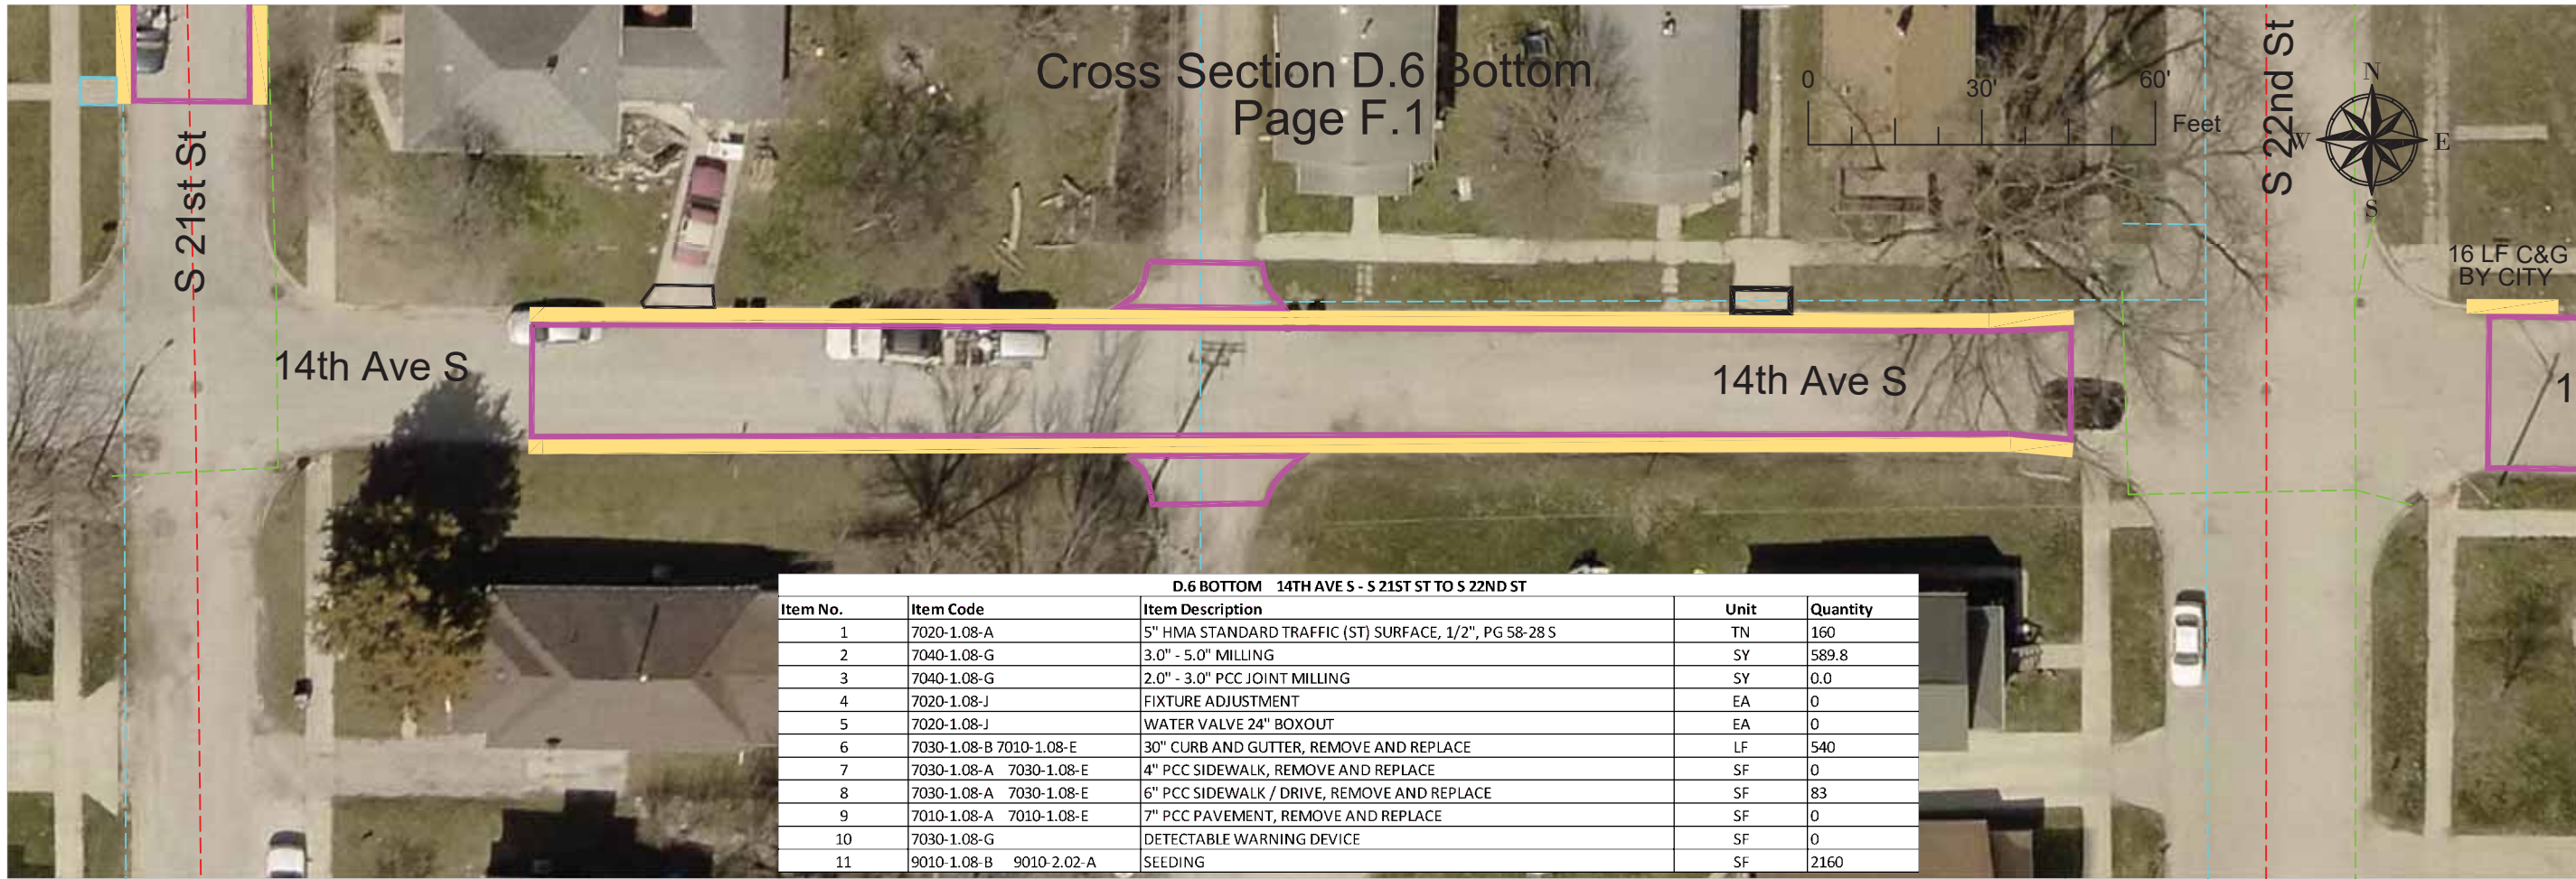 Cross Section D.6 Bottom
Page F.1
0 30' 60'
Feet
S 21st St
S 22nd St
N
W E
S
16 LF C&G
BY CITY
14th Ave S
14th Ave S
1
D.6 BOTTOM 14TH AVE S - S 21ST ST TO S 22ND ST
Item No. Item Code Item Description Unit Quantity
1 7020-1.08-A 5" HMA STANDARD TRAFFIC (ST) SURFACE, 1/2", PG 58-28 S TN 160
2 7040-1.08-G 3.0" - 5.0" MILLING SY 589.8
3 7040-1.08-G 2.0" - 3.0" PCC JOINT MILLING SY 0.0
4 7020-1.08-J FIXTURE ADJUSTMENT EA 0
5 7020-1.08-J WATER VALVE 24" BOXOUT EA 0
6 7030-1.08-B 7010-1.08-E 30" CURB AND GUTTER, REMOVE AND REPLACE LF 540
7 7030-1.08-A 7030-1.08-E 4" PCC SIDEWALK, REMOVE AND REPLACE SF 0
8 7030-1.08-A 7030-1.08-E 6" PCC SIDEWALK / DRIVE, REMOVE AND REPLACE SF 83
9 7010-1.08-A 7010-1.08-E 7" PCC PAVEMENT, REMOVE AND REPLACE SF 0
10 7030-1.08-G DETECTABLE WARNING DEVICE SF 0
11 9010-1.08-B 9010-2.02-A SEEDING SF 2160